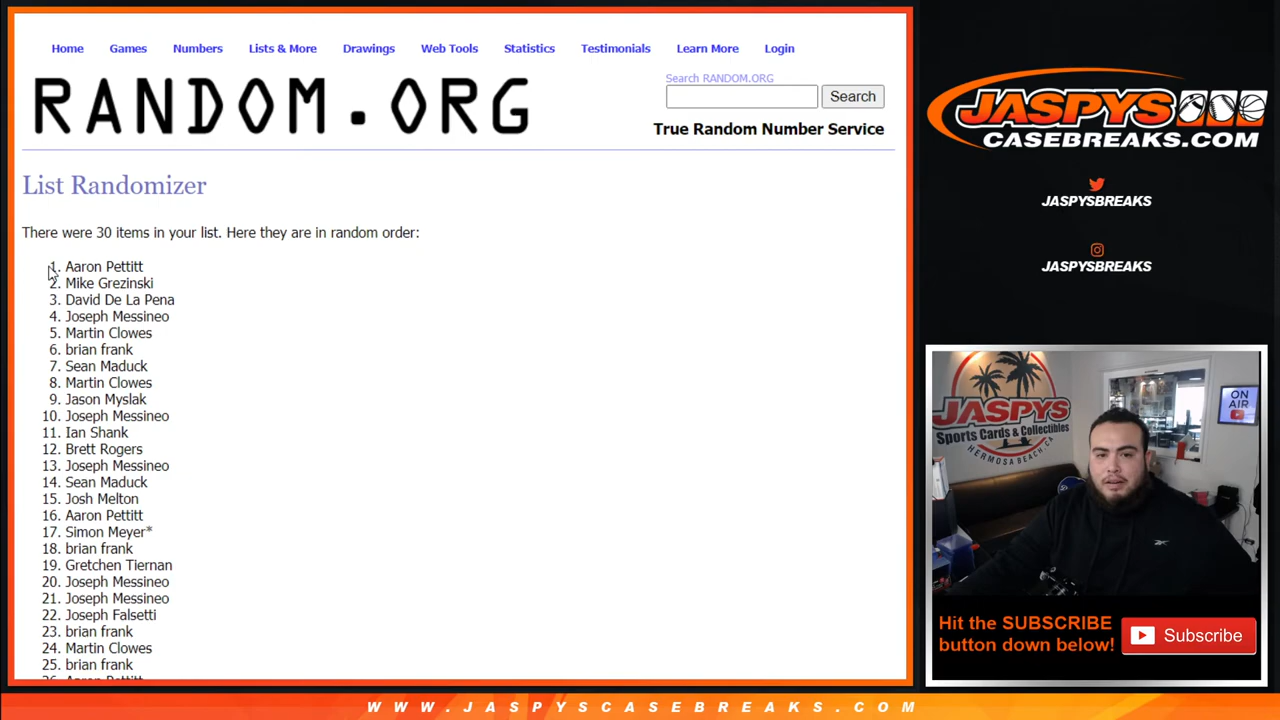 Home Games Numbers Lists & More Drawings Web Tools Statistics Testimonials Learn More Login
RANDOM.ORG
Search RANDOM.ORG
Search
True Random Number Service
List Randomizer
There were 30 items in your list. Here they are in random order:
1. Aaron Pettitt
2. Mike Grezinski
3. David De La Pena
4. Joseph Messineo
5. Martin Clowes
6. brian frank
7. Sean Maduck
8. Martin Clowes
9. Jason Myslak
10. Joseph Messineo
11. Ian Shank
12. Brett Rogers
13. Joseph Messineo
14. Sean Maduck
15. Josh Melton
16. Aaron Pettitt
17. Simon Meyer*
18. brian frank
19. Gretchen Tiernan
20. Joseph Messineo
21. Joseph Messineo
22. Joseph Falsetti
23. brian frank
24. Martin Clowes
25. brian frank
26. Aaron Pettitt
JASPYS
CASEBREAKS.COM
JASPYSBREAKS
JASPYSBREAKS
JASPYS
Sports Cards & Collectibles
HERMOSA BEACH, CA
ON
AIR
Hit the SUBSCRIBE
button down below!
Subscribe
WWW.JASPYSCASEBREAKS.COM